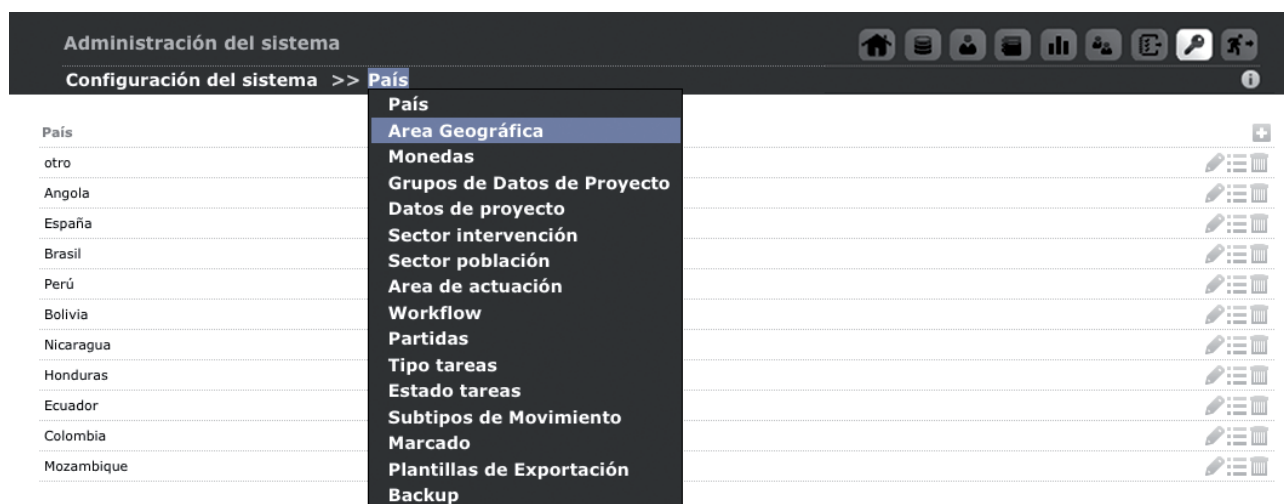 Administración del sistema
Configuración del sistema >> País
País
Area Geográfica
Monedas
Grupos de Datos de Proyecto
Datos de proyecto
Sector intervención
Sector población
Area de actuación
Workflow
Partidas
Tipo tareas
Estado tareas
Subtipos de Movimiento
Marcado
Plantillas de Exportación
Backup
País
otro
Angola
España
Brasil
Perú
Bolivia
Nicaragua
Honduras
Ecuador
Colombia
Mozambique